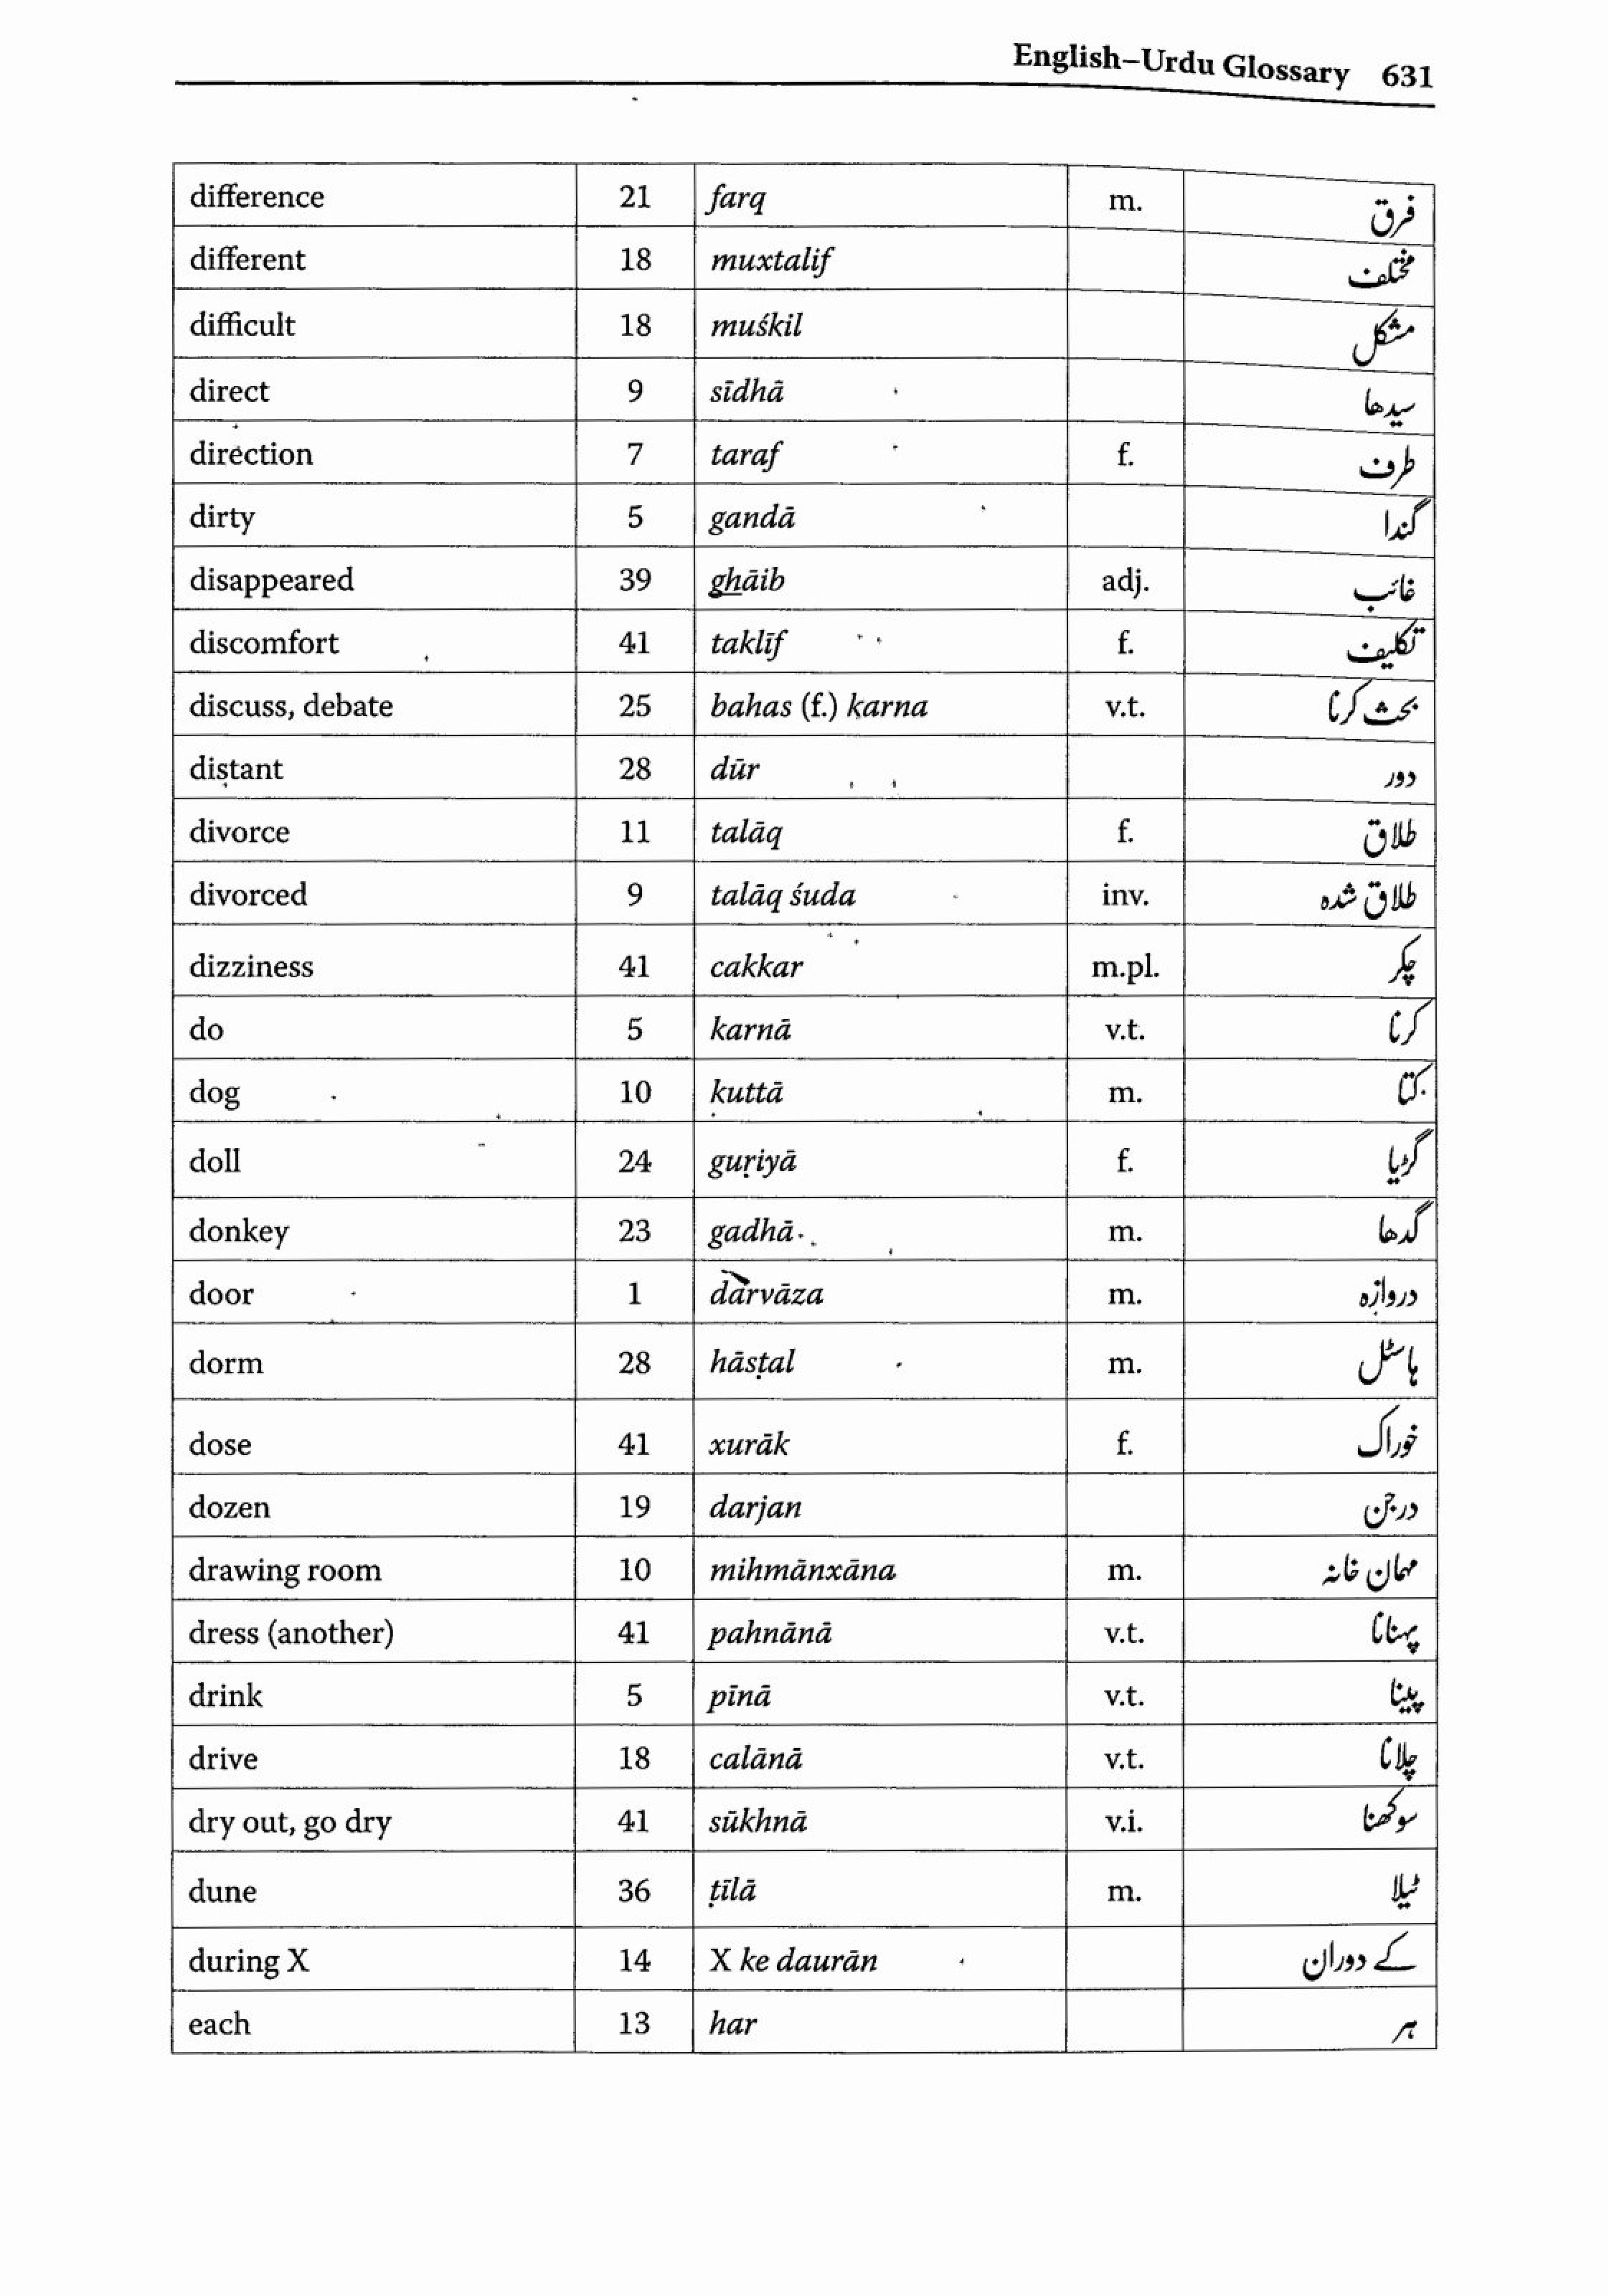 English–Urdu Glossary 631
difference 21 farq m. فرق
different 18 muxtalif مختلف
difficult 18 muśkil مشکل
direct 9 sīdhā سیدھا
direction 7 taraf f. طرف
dirty 5 gandā گندا
disappeared 39 ghāib adj. غائب
discomfort 41 taklīf f. تکلیف
discuss, debate 25 bahas (f.) karna v.t. بحث کرنا
distant 28 dūr دور
divorce 11 talāq f. طلاق
divorced 9 talāq śuda inv. طلاق شدہ
dizziness 41 cakkar m.pl. چکر
do 5 karnā v.t. کرنا
dog 10 kuttā m. کتا
doll 24 guṛiyā f. گڑیا
donkey 23 gadhā m. گدھا
door 1 darvāza m. دروازہ
dorm 28 hāsṭal m. ہاسٹل
dose 41 xurāk f. خوراک
dozen 19 darjan درجن
drawing room 10 mihmānxāna m. مہمان خانہ
dress (another) 41 pahnānā v.t. پہنانا
drink 5 pīnā v.t. پینا
drive 18 calānā v.t. چلانا
dry out, go dry 41 sūkhnā v.i. سوکھنا
dune 36 ṭīlā m. ٹیلا
during X 14 X ke daurān کے دوران
each 13 har ہر